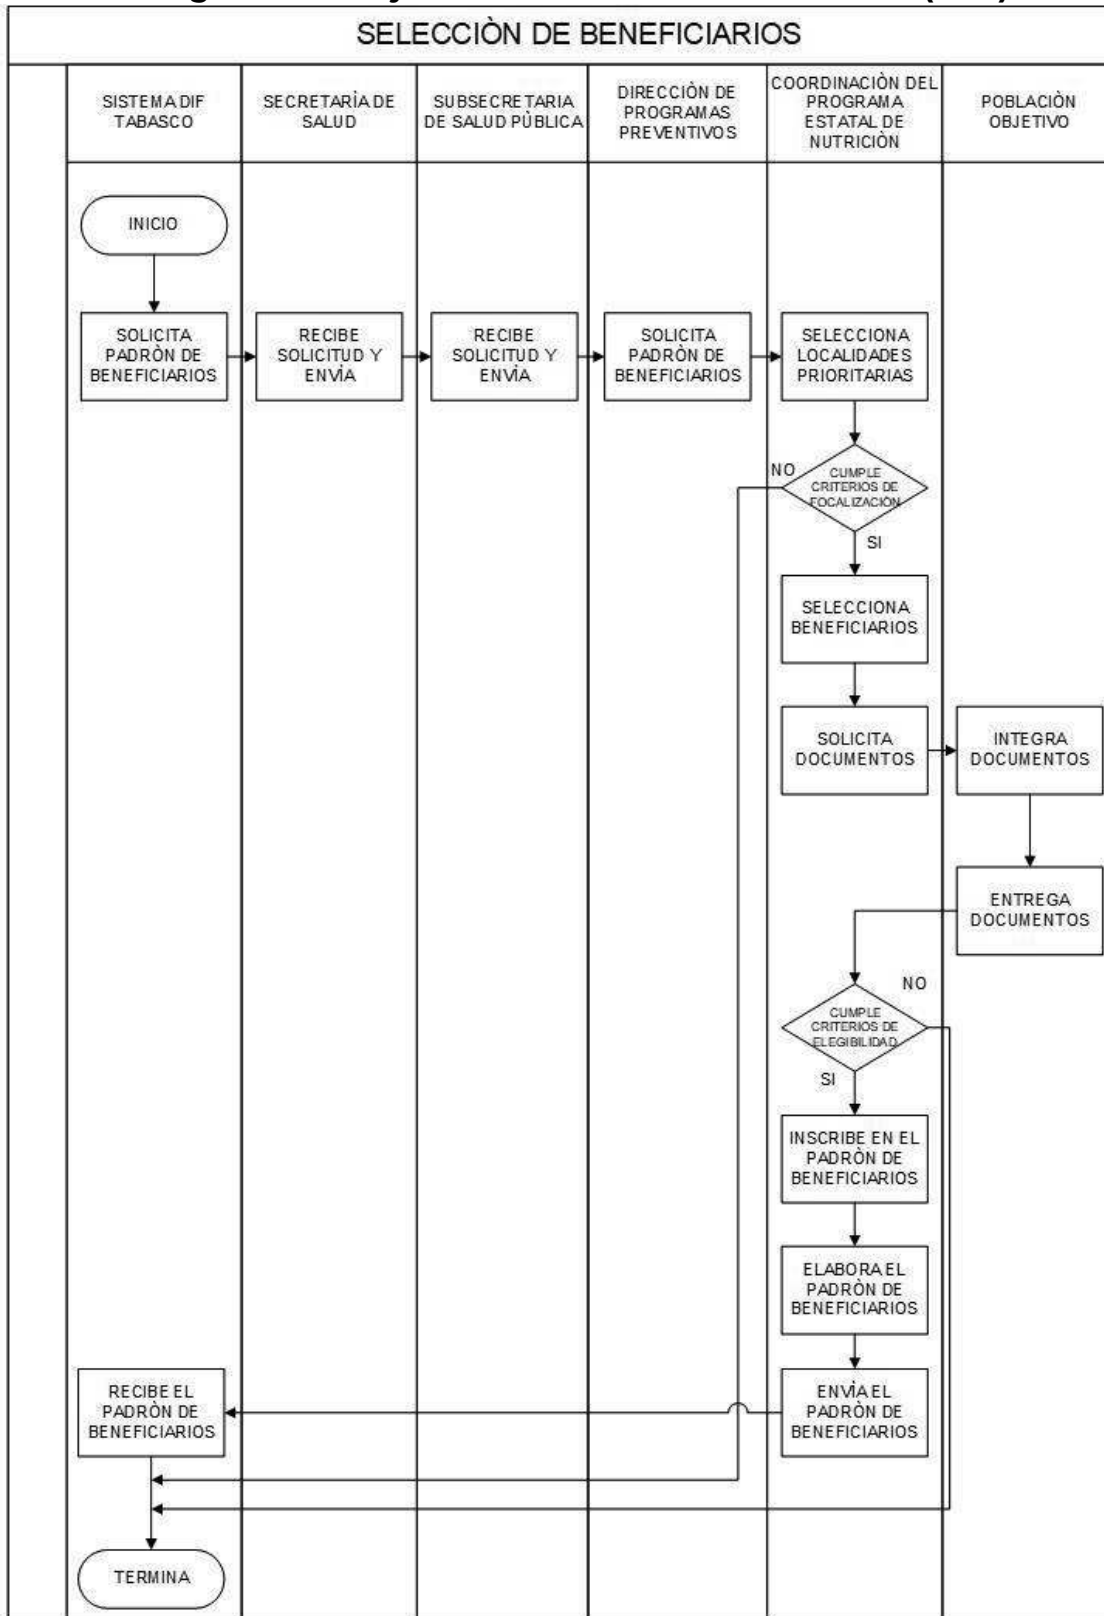 SELECCIÒN DE BENEFICIARIOS
SISTEMA DIF
TABASCO
SECRETARÌA DE
SALUD
SUBSECRETARIA
DE SALUD PÙBLICA
DIRECCIÒN DE
PROGRAMAS
PREVENTIVOS
COORDINACIÒN DEL
PROGRAMA
ESTATAL DE
NUTRICIÒN
POBLACIÒN
OBJETIVO
INICIO
SOLICITA
PADRÒN DE
BENEFICIARIOS
RECIBE
SOLICITUD Y
ENVÌA
RECIBE
SOLICITUD Y
ENVÌA
SOLICITA
PADRÒN DE
BENEFICIARIOS
SELECCIONA
LOCALIDADES
PRIORITARIAS
NO
CUMPLE
CRITERIOS DE
FOCALIZACIÒN
SI
SELECCIONA
BENEFICIARIOS
SOLICITA
DOCUMENTOS
INTEGRA
DOCUMENTOS
ENTREGA
DOCUMENTOS
NO
CUMPLE
CRITERIOS DE
ELEGIBILIDAD
SI
INSCRIBE EN EL
PADRÒN DE
BENEFICIARIOS
ELABORA EL
PADRÒN DE
BENEFICIARIOS
RECIBE EL
PADRÒN DE
BENEFICIARIOS
ENVÌA EL
PADRÒN DE
BENEFICIARIOS
TERMINA